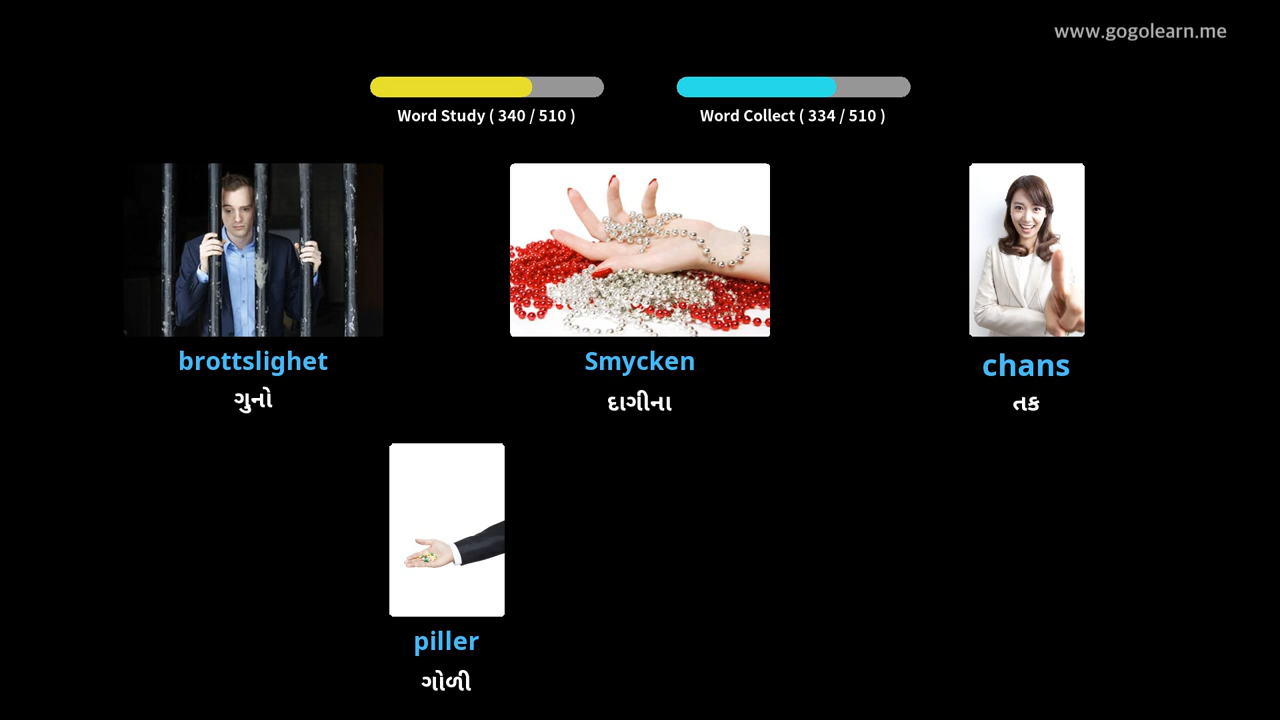 www.gogolearn.me
Word Study ( 340 / 510 )
Word Collect ( 334 / 510 )
brottslighet
Smycken
chans
ગુનો
દાગીના
તક
piller
ગોળી